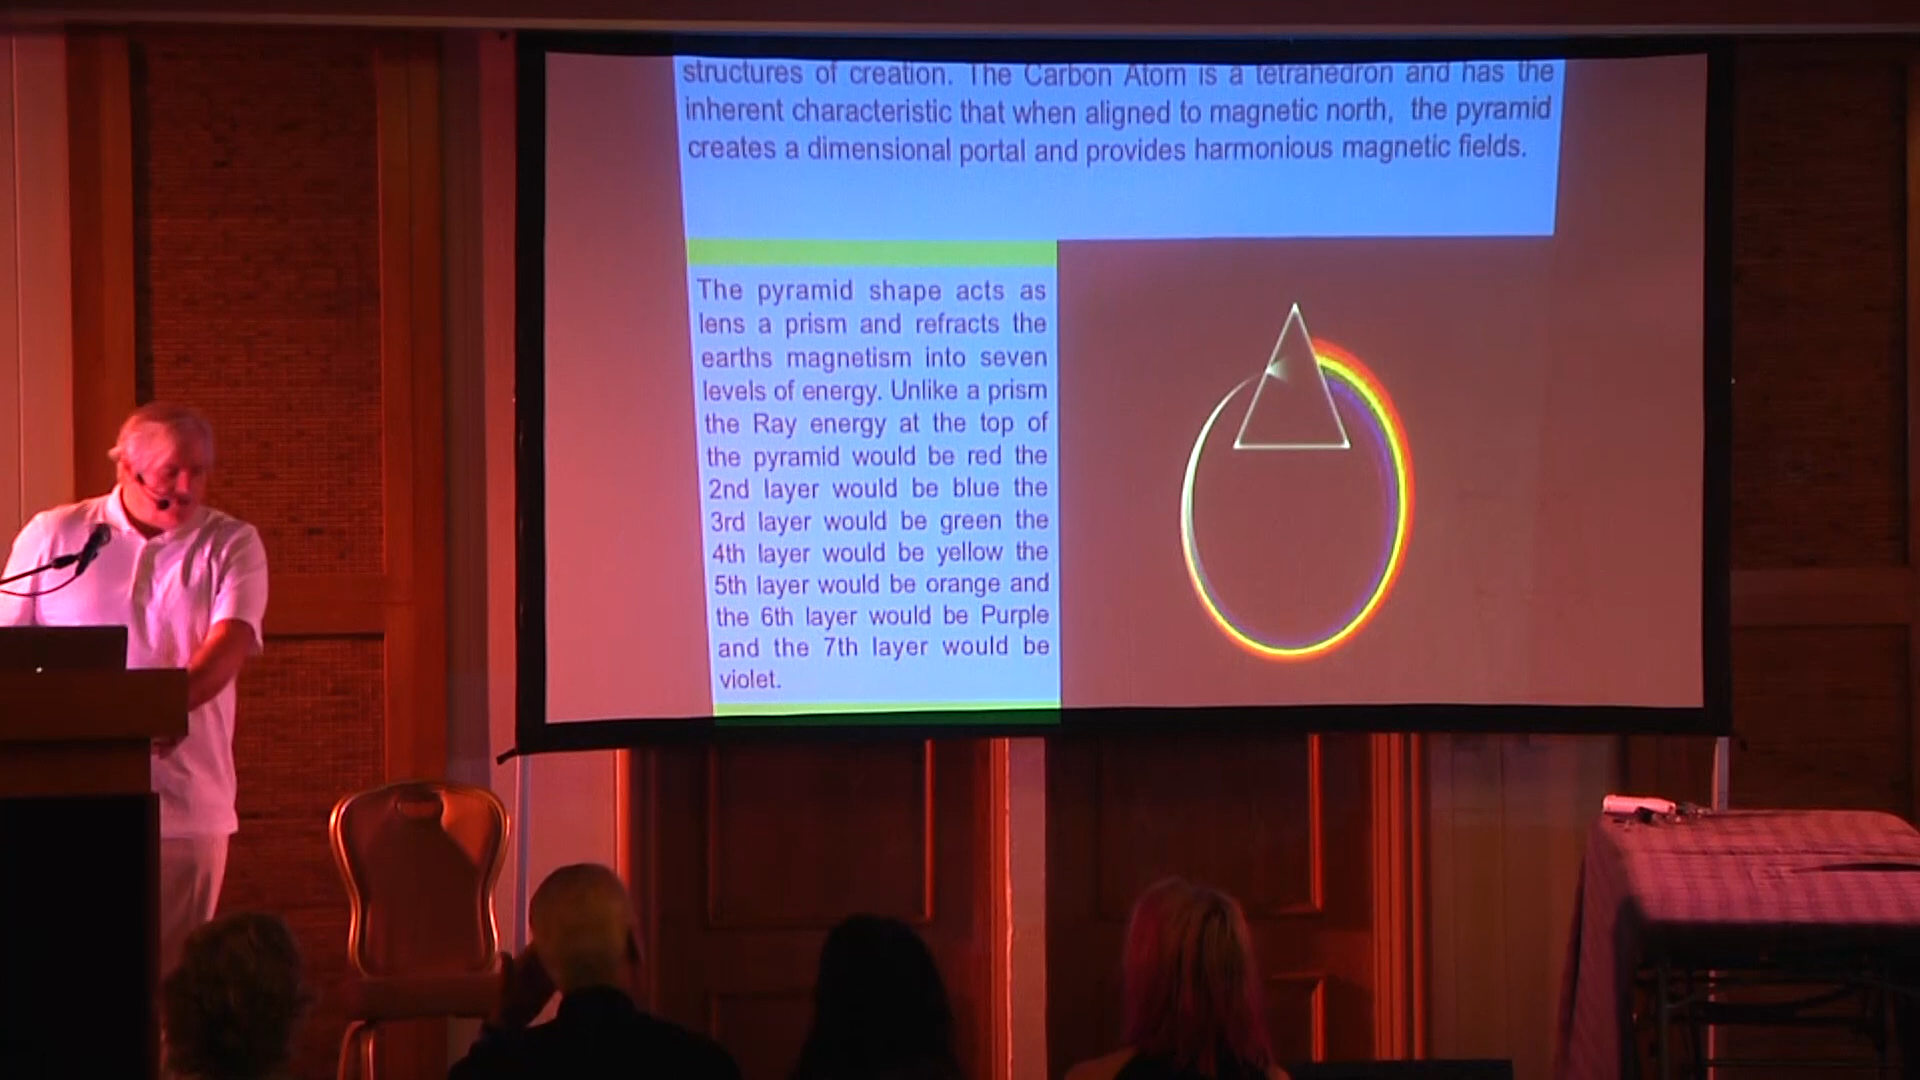 structures of creation. The Carbon Atom is a tetrahedron and has the
inherent characteristic that when aligned to magnetic north, the pyramid
creates a dimensional portal and provides harmonious magnetic fields.
The pyramid shape acts as
lens a prism and refracts the
earths magnetism into seven
levels of energy. Unlike a prism
the Ray energy at the top of
the pyramid would be red the
2nd layer would be blue the
3rd layer would be green the
4th layer would be yellow the
5th layer would be orange and
the 6th layer would be Purple
and the 7th layer would be
violet.